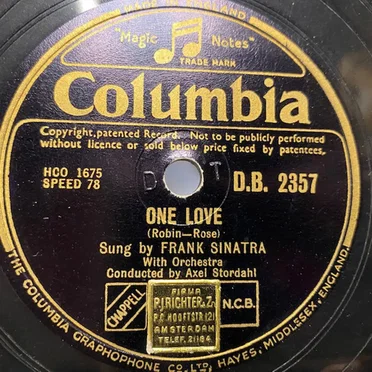 MADE IN ENGLAND
"Magic Notes"
TRADE MARK
Columbia
Copyright, patented Record. Not to be publicly performed
without licence or sold below price fixed by patentees.
HCO 1675
SPEED 78
D T
D.B. 2357
ONE LOVE
(Robin—Rose)
Sung by FRANK SINATRA
With Orchestra
Conducted by Axel Stordahl
CHAPPELL
FIRMA
P.J RICHTER & Zn
P.C. HOOFTSTR 121
AMSTERDAM
TELEF. 21184
N.C.B.
THE COLUMBIA GRAPHOPHONE CO. LTD. HAYES, MIDDLESEX, ENGLAND.